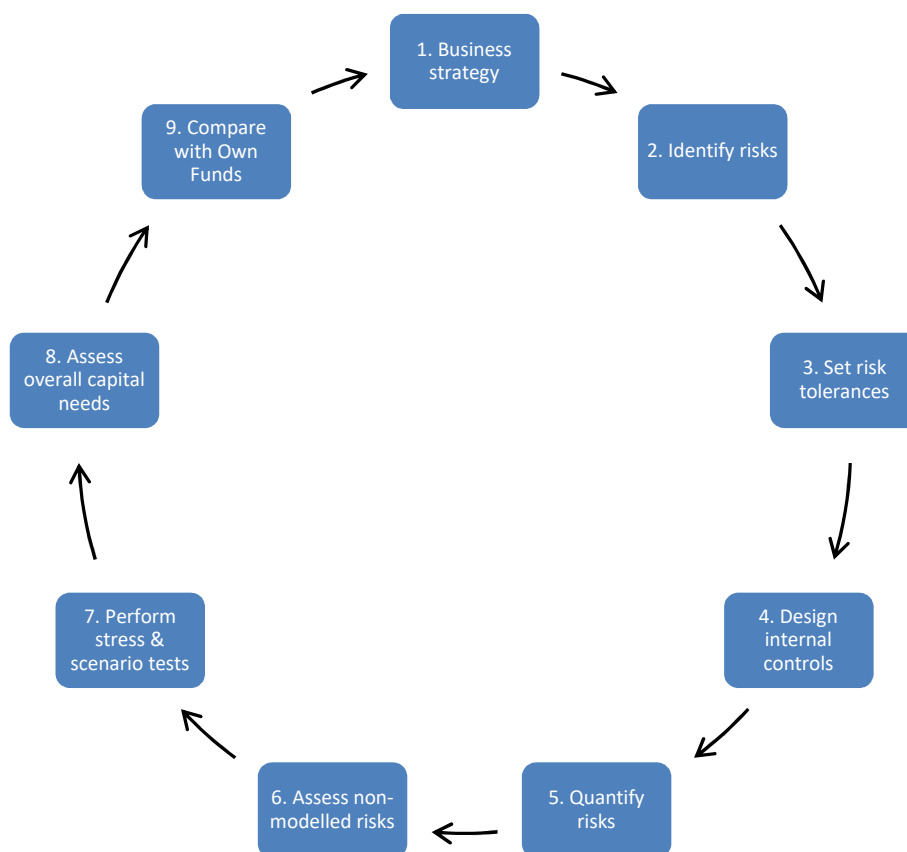 1. Business
strategy
2. Identify risks
3. Set risk
tolerances
4. Design
internal
controls
5. Quantify
risks
6. Assess non-
modelled risks
7. Perform
stress &
scenario tests
8. Assess
overall capital
needs
9. Compare
with Own
Funds